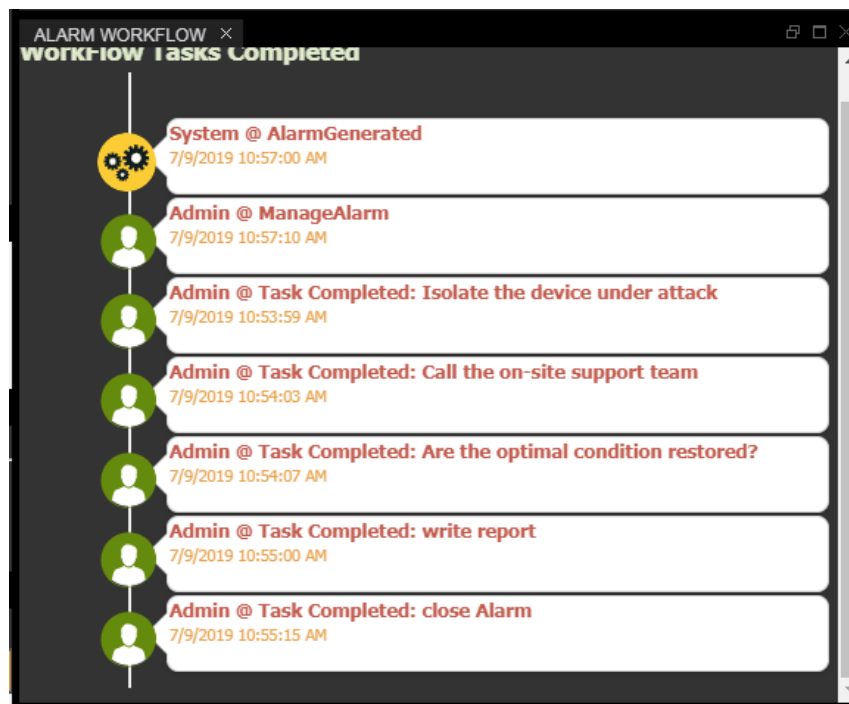 ALARM WORKFLOW ×
WorkFlow Tasks Completed
System @ AlarmGenerated
7/9/2019 10:57:00 AM
Admin @ ManageAlarm
7/9/2019 10:57:10 AM
Admin @ Task Completed: Isolate the device under attack
7/9/2019 10:53:59 AM
Admin @ Task Completed: Call the on-site support team
7/9/2019 10:54:03 AM
Admin @ Task Completed: Are the optimal condition restored?
7/9/2019 10:54:07 AM
Admin @ Task Completed: write report
7/9/2019 10:55:00 AM
Admin @ Task Completed: close Alarm
7/9/2019 10:55:15 AM